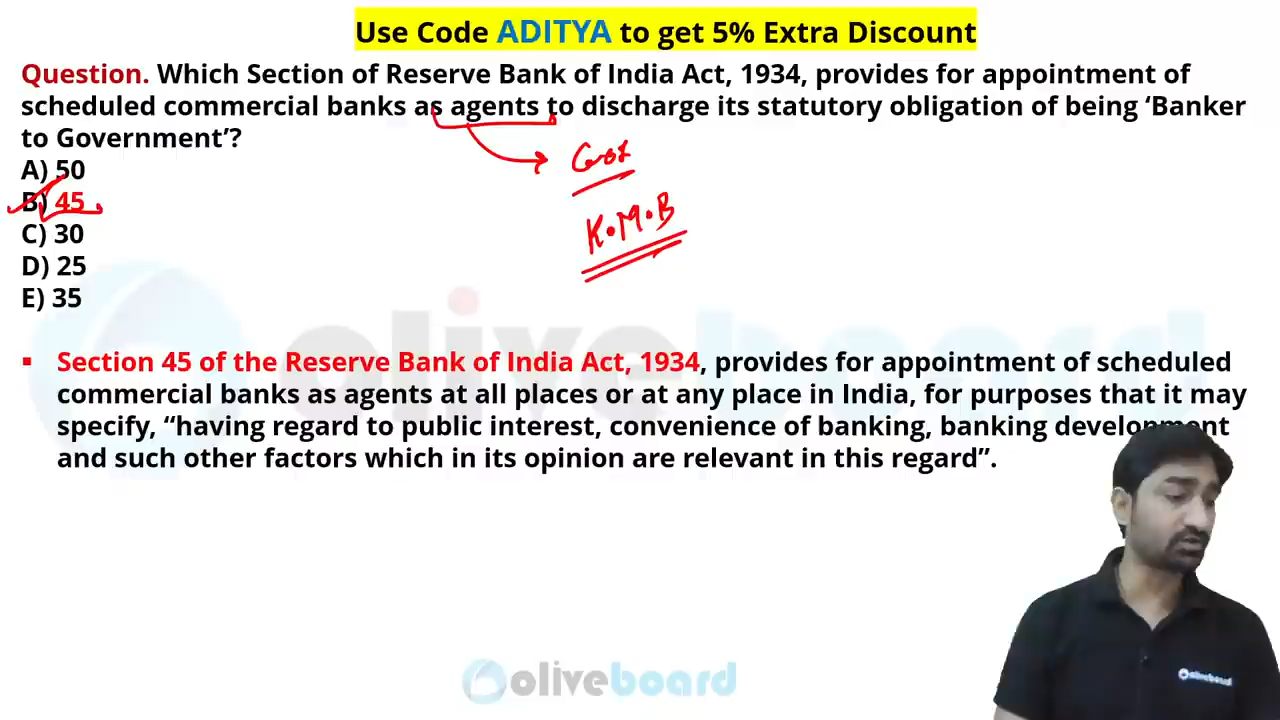 Use Code ADITYA to get 5% Extra Discount
Question. Which Section of Reserve Bank of India Act, 1934, provides for appointment of
scheduled commercial banks as agents to discharge its statutory obligation of being ‘Banker
to Government’?
A) 50
B) 45
C) 30
D) 25
E) 35
K.M.B
▪ Section 45 of the Reserve Bank of India Act, 1934, provides for appointment of scheduled
commercial banks as agents at all places or at any place in India, for purposes that it may
specify, “having regard to public interest, convenience of banking, banking development
and such other factors which in its opinion are relevant in this regard”.
oliveboard
oliveboard
oliveboard